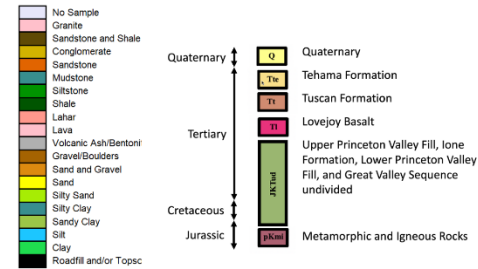 No Sample
Granite
Sandstone and Shale
Conglomerate
Sandstone
Mudstone
Siltstone
Shale
Lahar
Lava
Volcanic Ash/Bentonit
Gravel/Boulders
Sand and Gravel
Sand
Silty Sand
Silty Clay
Sandy Clay
Silt
Clay
Roadfill and/or Topsc
Quaternary
Tertiary
Cretaceous
Jurassic
Q
Quaternary
Tte
Tehama Formation
Tt
Tuscan Formation
Tl
Lovejoy Basalt
JKTud
Upper Princeton Valley Fill, Ione
Formation, Lower Princeton Valley
Fill, and Great Valley Sequence
undivided
pKmi
Metamorphic and Igneous Rocks